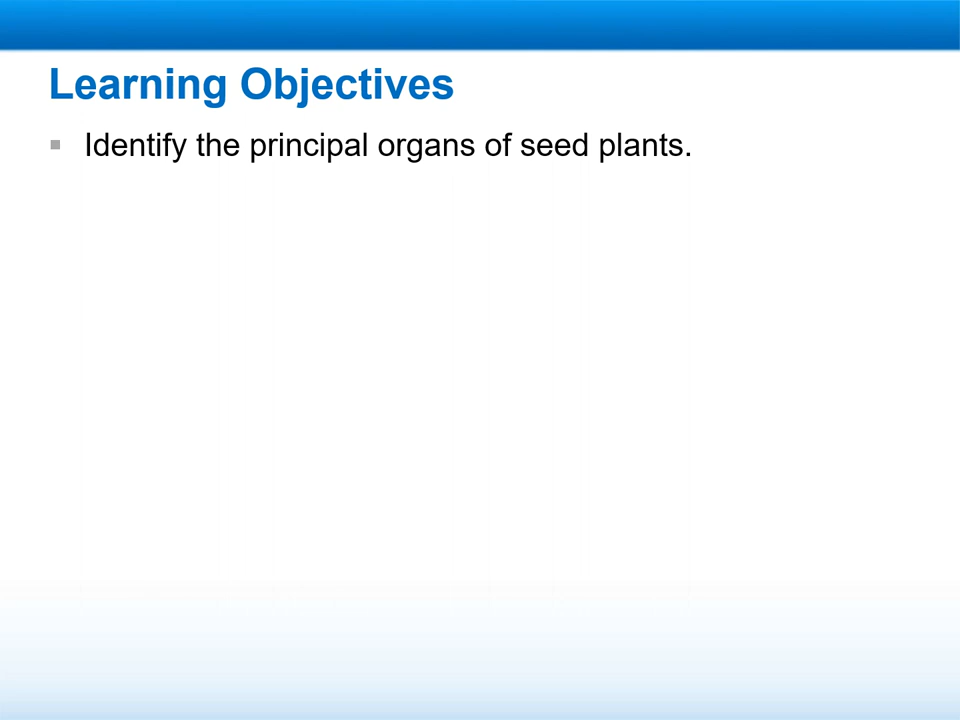 Learning Objectives
Identify the principal organs of seed plants.